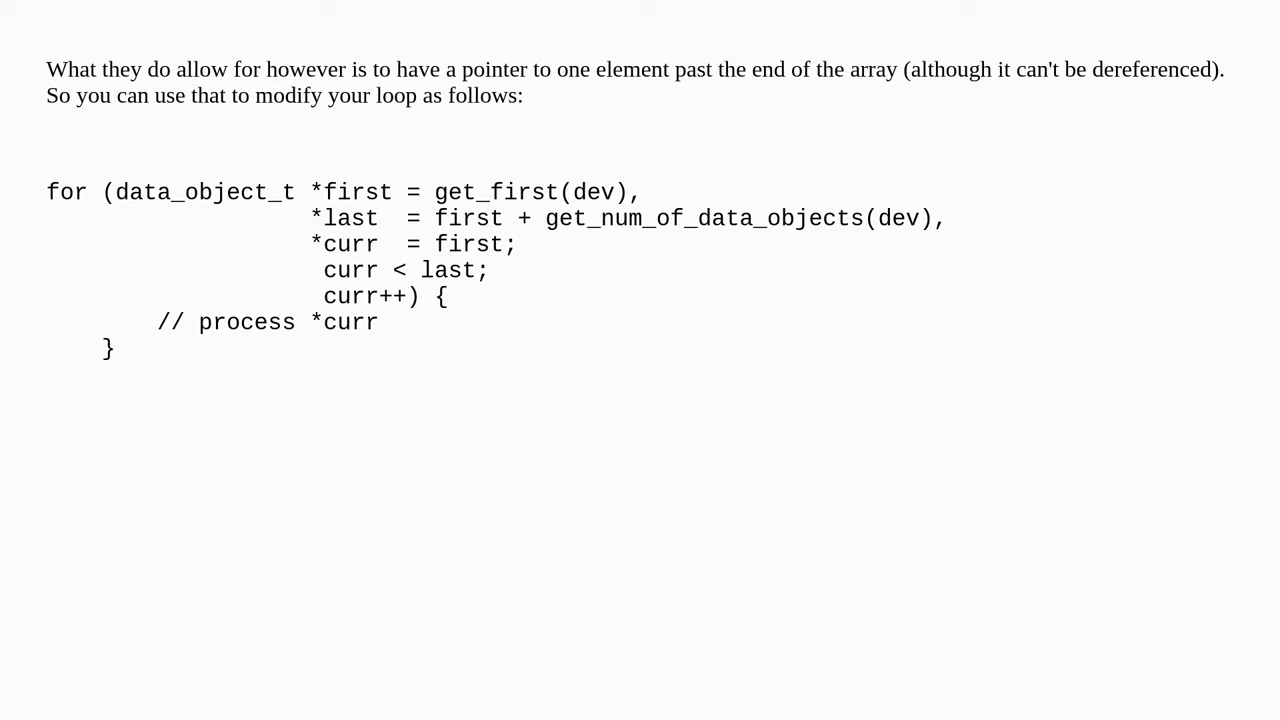 What they do allow for however is to have a pointer to one element past the end of the array (although it can't be dereferenced).
So you can use that to modify your loop as follows:
for (data_object_t *first = get_first(dev),
                   *last  = first + get_num_of_data_objects(dev),
                   *curr  = first;
                    curr < last;
                    curr++) {
        // process *curr
    }